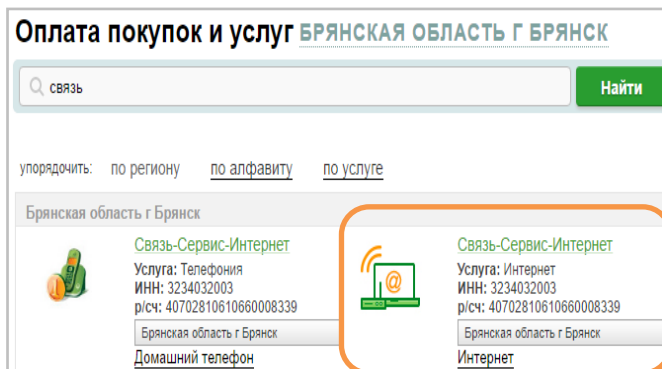 Оплата покупок и услуг БРЯНСКАЯ ОБЛАСТЬ Г БРЯНСК
связь
Найти
упорядочить: по региону по алфавиту по услуге
Брянская область г Брянск
Связь-Сервис-Интернет
Услуга: Телефония
ИНН: 3234032003
р/сч: 40702810610660008339
Брянская область г Брянск
Домашний телефон
@
Связь-Сервис-Интернет
Услуга: Интернет
ИНН: 3234032003
р/сч: 40702810610660008339
Брянская область г Брянск
Интернет